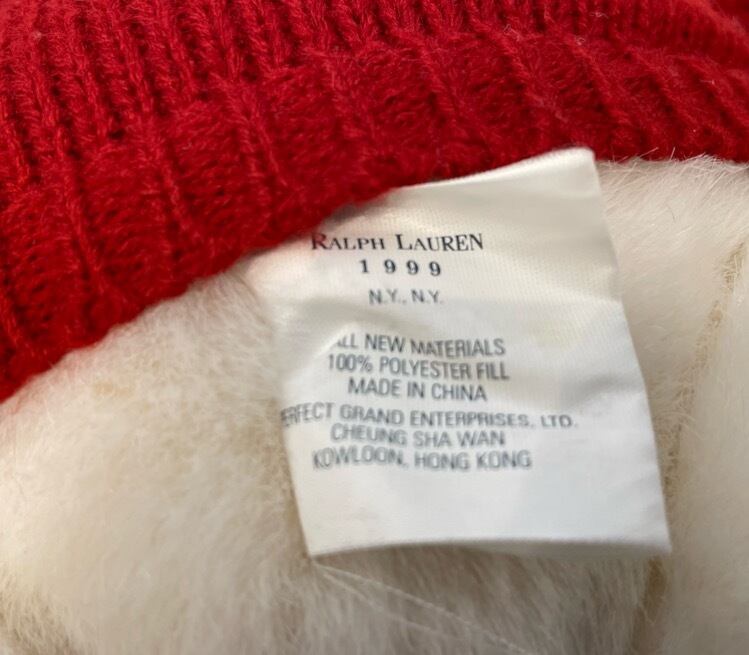 RALPH LAUREN
1999
N.Y., N.Y.
ALL NEW MATERIALS
100% POLYESTER FILL
MADE IN CHINA
PERFECT GRAND ENTERPRISES, LTD.
CHEUNG SHA WAN
KOWLOON, HONG KONG